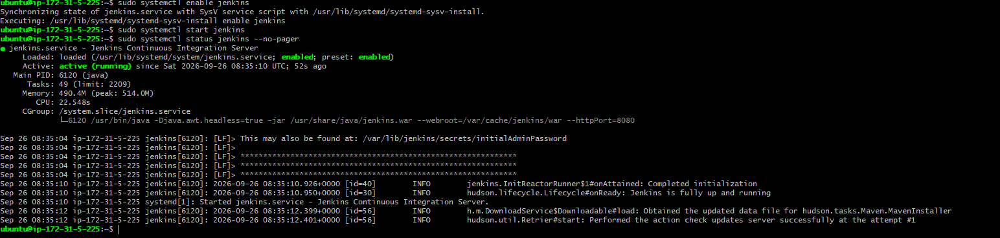 ubuntu@ip-172-31-5-225:~$ sudo systemctl enable jenkins
Synchronizing state of jenkins.service with SysV service script with /usr/lib/systemd/systemd-sysv-install.
Executing: /usr/lib/systemd/systemd-sysv-install enable jenkins
ubuntu@ip-172-31-5-225:~$ sudo systemctl start jenkins
ubuntu@ip-172-31-5-225:~$ sudo systemctl status jenkins --no-pager
● jenkins.service - Jenkins Continuous Integration Server
     Loaded: loaded (/usr/lib/systemd/system/jenkins.service; enabled; preset: enabled)
     Active: active (running) since Sat 2026-09-26 08:35:10 UTC; 52s ago
   Main PID: 6120 (java)
      Tasks: 49 (limit: 2209)
     Memory: 490.4M (peak: 514.0M)
        CPU: 22.548s
     CGroup: /system.slice/jenkins.service
             └─6120 /usr/bin/java -Djava.awt.headless=true -jar /usr/share/java/jenkins.war --webroot=/var/cache/jenkins/war --httpPort=8080
Sep 26 08:35:04 ip-172-31-5-225 jenkins[6120]: [LF]> This may also be found at: /var/lib/jenkins/secrets/initialAdminPassword
Sep 26 08:35:04 ip-172-31-5-225 jenkins[6120]: [LF]>
Sep 26 08:35:04 ip-172-31-5-225 jenkins[6120]: [LF]> *************************************************************
Sep 26 08:35:04 ip-172-31-5-225 jenkins[6120]: [LF]> *************************************************************
Sep 26 08:35:04 ip-172-31-5-225 jenkins[6120]: [LF]> *************************************************************
Sep 26 08:35:10 ip-172-31-5-225 jenkins[6120]: 2026-09-26 08:35:10.926+0000 [id=40]        INFO        jenkins.InitReactorRunner$1#onAttained: Completed initialization
Sep 26 08:35:10 ip-172-31-5-225 jenkins[6120]: 2026-09-26 08:35:10.950+0000 [id=30]        INFO        hudson.lifecycle.Lifecycle#onReady: Jenkins is fully up and running
Sep 26 08:35:10 ip-172-31-5-225 systemd[1]: Started jenkins.service - Jenkins Continuous Integration Server.
Sep 26 08:35:12 ip-172-31-5-225 jenkins[6120]: 2026-09-26 08:35:12.399+0000 [id=56]        INFO        h.m.DownloadService$Downloadable#load: Obtained the updated data file for hudson.tasks.Maven.MavenInstaller
Sep 26 08:35:12 ip-172-31-5-225 jenkins[6120]: 2026-09-26 08:35:12.401+0000 [id=56]        INFO        hudson.util.Retrier#start: Performed the action check updates server successfully at the attempt #1
ubuntu@ip-172-31-5-225:~$